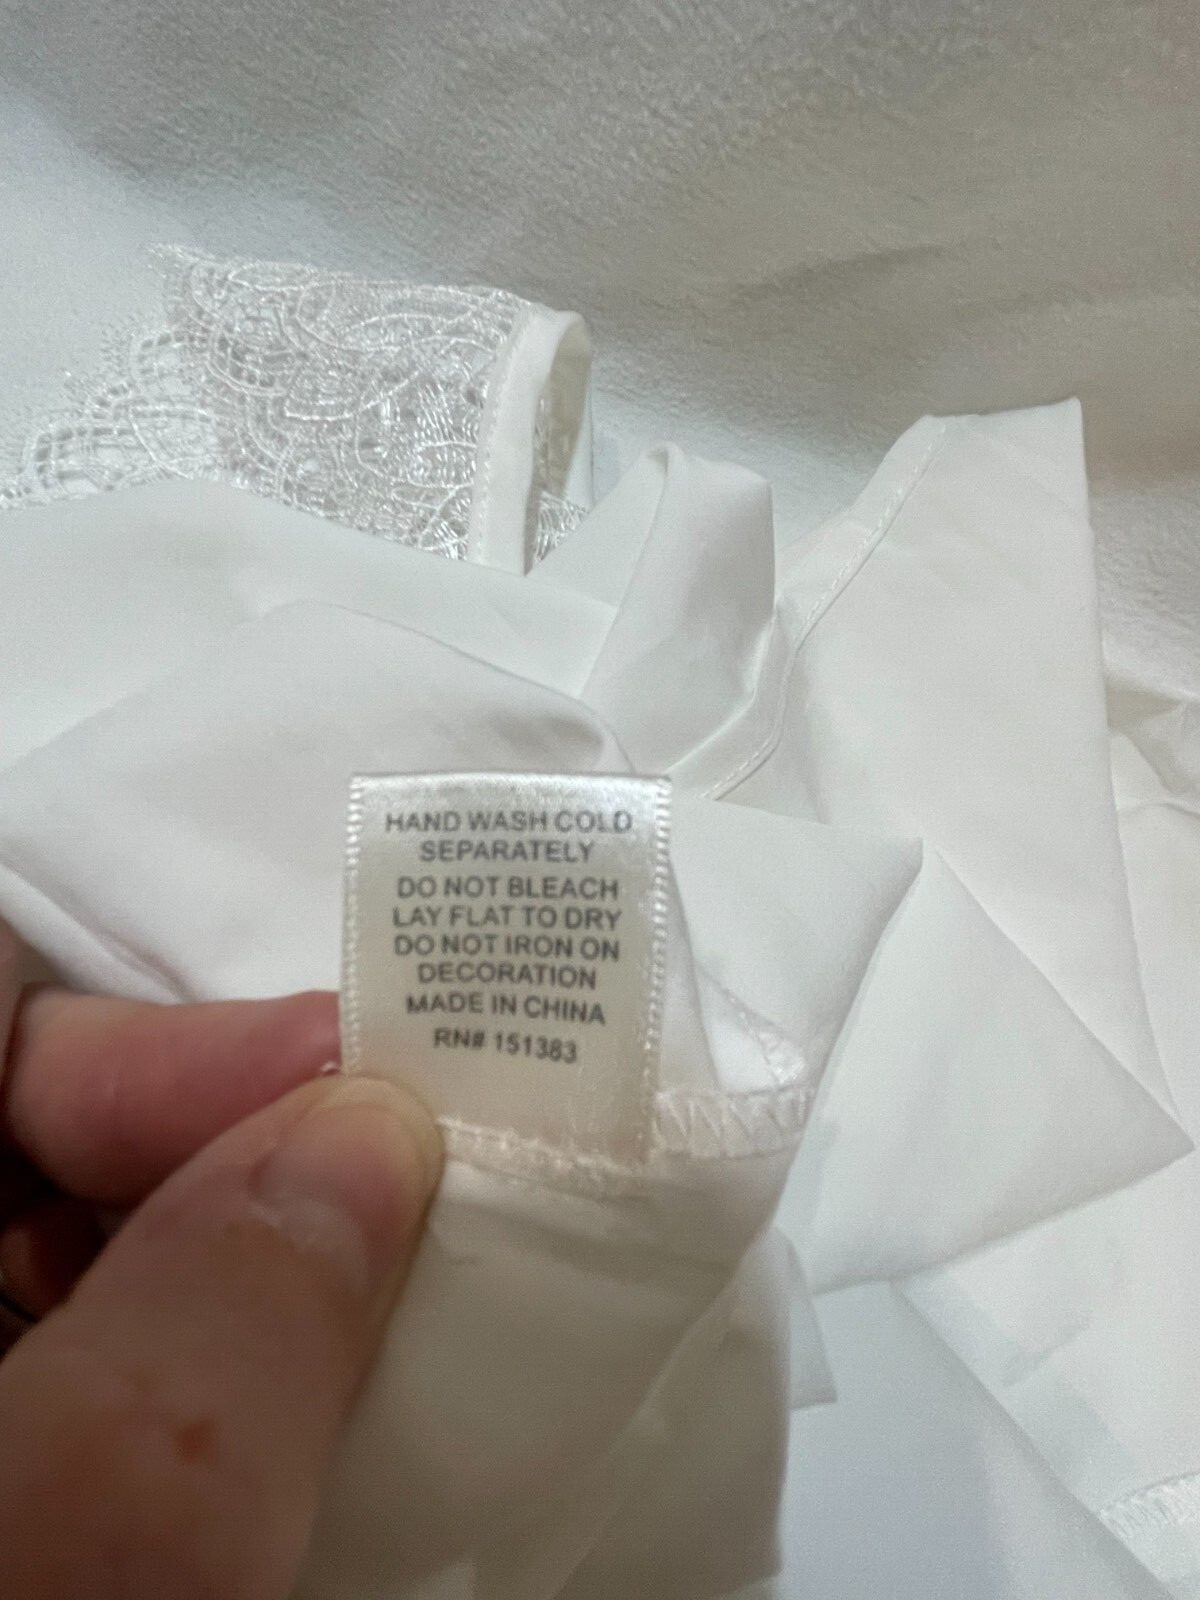 HAND WASH COLD
SEPARATELY
DO NOT BLEACH
LAY FLAT TO DRY
DO NOT IRON ON
DECORATION
MADE IN CHINA
RN# 151383